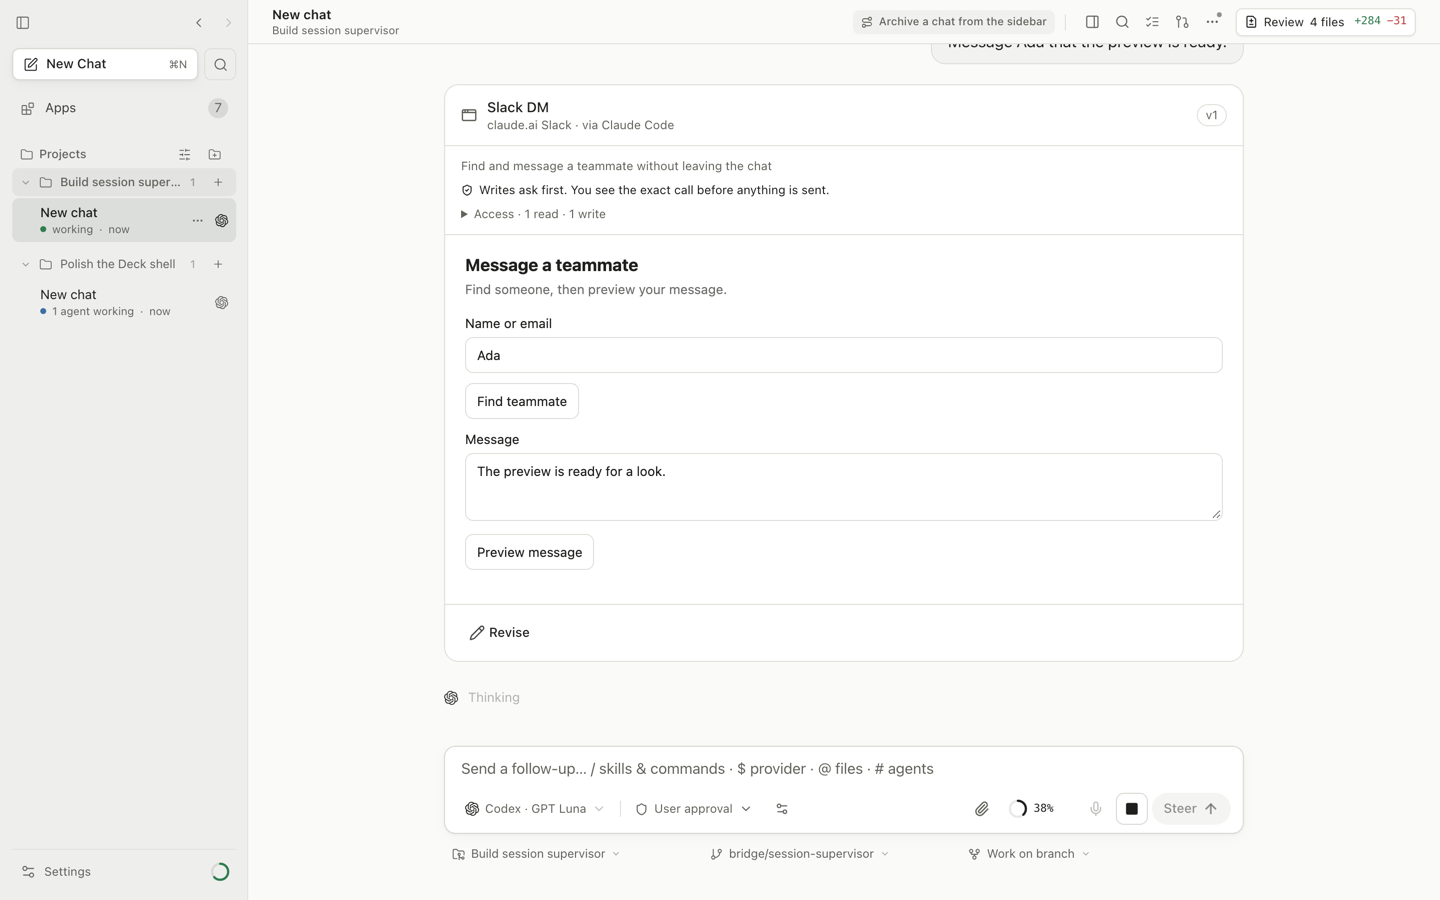 New Chat
⌘N
Apps
7
Projects
Build session super...
1
New chat
working · now
Polish the Deck shell
1
New chat
1 agent working · now
Settings
New chat
Build session supervisor
Archive a chat from the sidebar
Review 4 files +284 −31
Message Ada that the preview is ready.
Slack DM
claude.ai Slack · via Claude Code
v1
Find and message a teammate without leaving the chat
Writes ask first. You see the exact call before anything is sent.
Access · 1 read · 1 write
Message a teammate
Find someone, then preview your message.
Name or email
Ada
Find teammate
Message
The preview is ready for a look.
Preview message
Revise
Thinking
Send a follow-up... / skills & commands · $ provider · @ files · # agents
Codex · GPT Luna
User approval
38%
Steer
Build session supervisor
bridge/session-supervisor
Work on branch